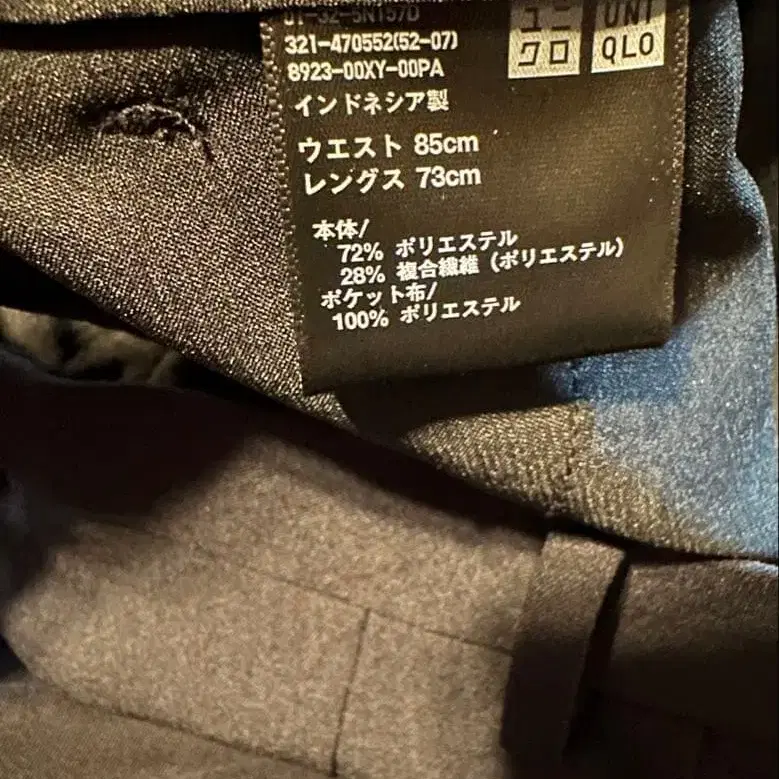 321-470552(52-07)
8923-00XY-00PA
ユニ
クロ
UNI
QLO
インドネシア製
ウエスト 85cm
レングス 73cm
本体/
72% ポリエステル
28% 複合繊維 (ポリエステル)
ポケット布/
100% ポリエステル